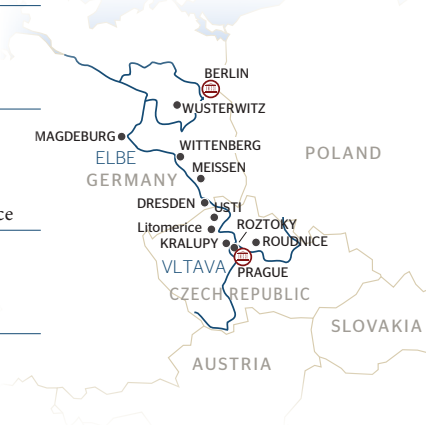 BERLIN
WUSTERWITZ
MAGDEBURG
WITTENBERG
ELBE
POLAND
MEISSEN
GERMANY
DRESDEN
USTI
ce
ROZTOKY
Litomerice
KRALUPY
ROUDNICE
VLTAVA
PRAGUE
CZECH REPUBLIC
SLOVAKIA
AUSTRIA